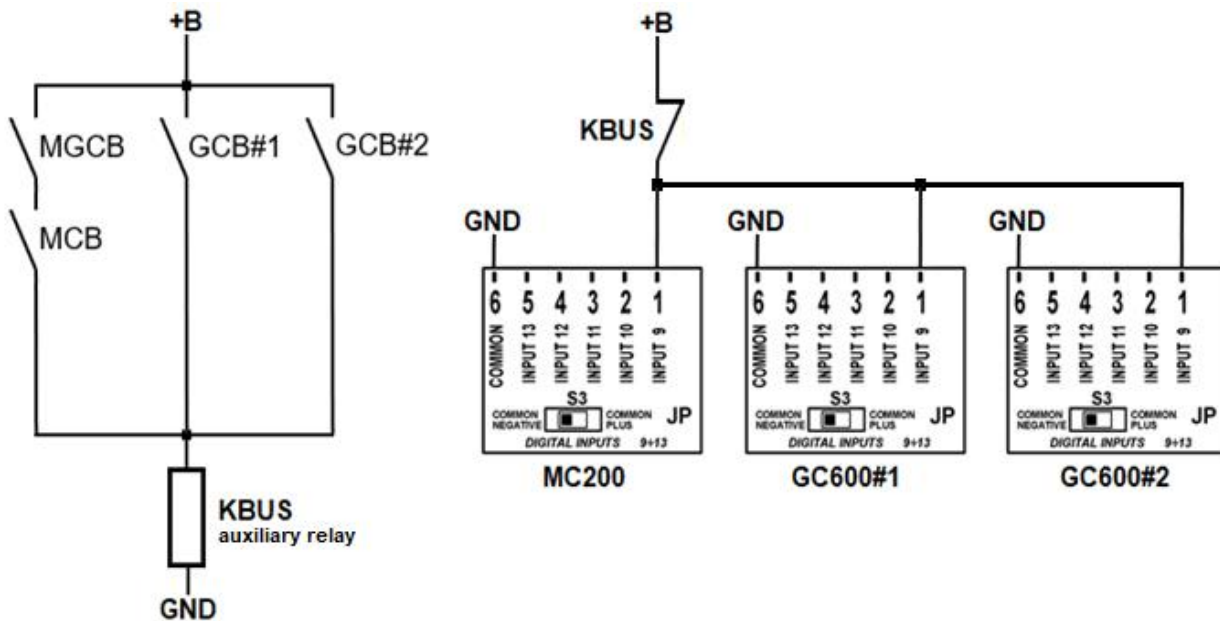 +B
MGCB
GCB#1
GCB#2
MCB
KBUS
auxiliary relay
GND
+B
KBUS
GND
6 5 4 3 2 1
COMMON INPUT 13 INPUT 12 INPUT 11 INPUT 10 INPUT 9
S3
COMMON NEGATIVE COMMON PLUS JP
DIGITAL INPUTS 9÷13
MC200
GND
6 5 4 3 2 1
COMMON INPUT 13 INPUT 12 INPUT 11 INPUT 10 INPUT 9
S3
COMMON NEGATIVE COMMON PLUS JP
DIGITAL INPUTS 9÷13
GC600#1
GND
6 5 4 3 2 1
COMMON INPUT 13 INPUT 12 INPUT 11 INPUT 10 INPUT 9
S3
COMMON NEGATIVE COMMON PLUS JP
DIGITAL INPUTS 9÷13
GC600#2